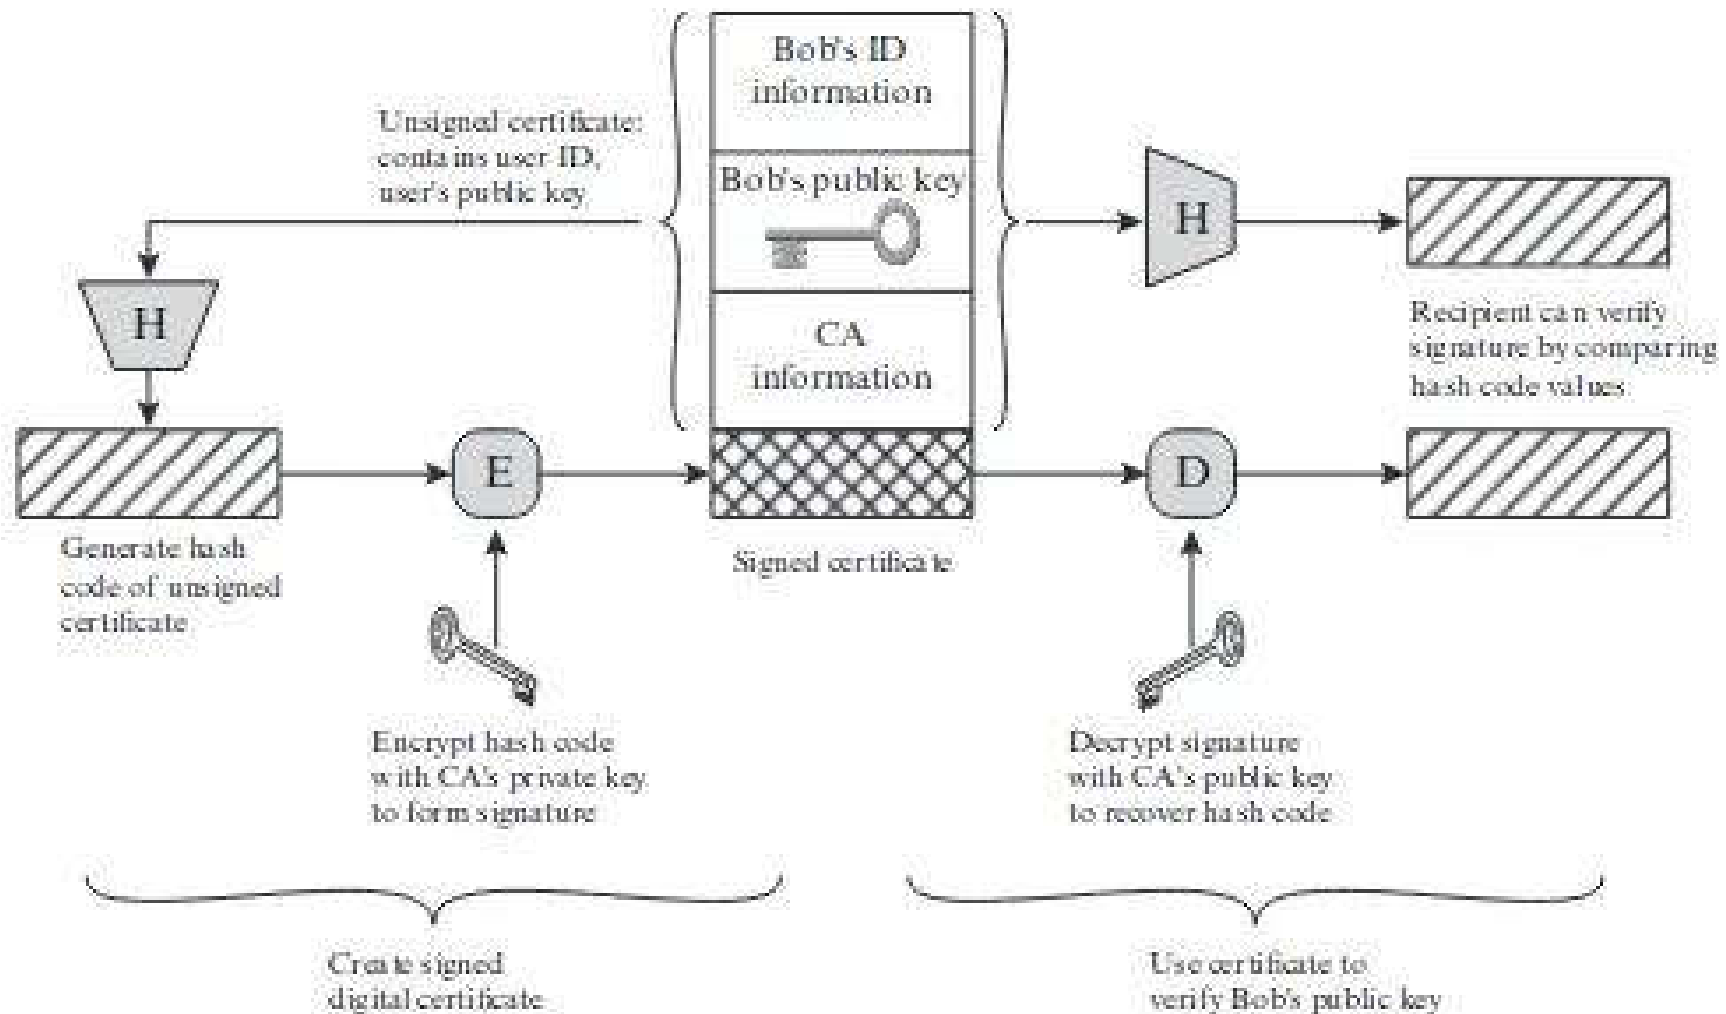 Bob's ID
information
Unsigned certificate:
contains user ID,
user's public key
Bob's public key
H
H
CA
information
Recipient can verify
signature by comparing
hash code values
E
D
Generate hash
code of unsigned
certificate
Signed certificate
Encrypt hash code
with CA's private key
to form signature
Decrypt signature
with CA's public key
to recover hash code
Create signed
digital certificate
Use certificate to
verify Bob's public key